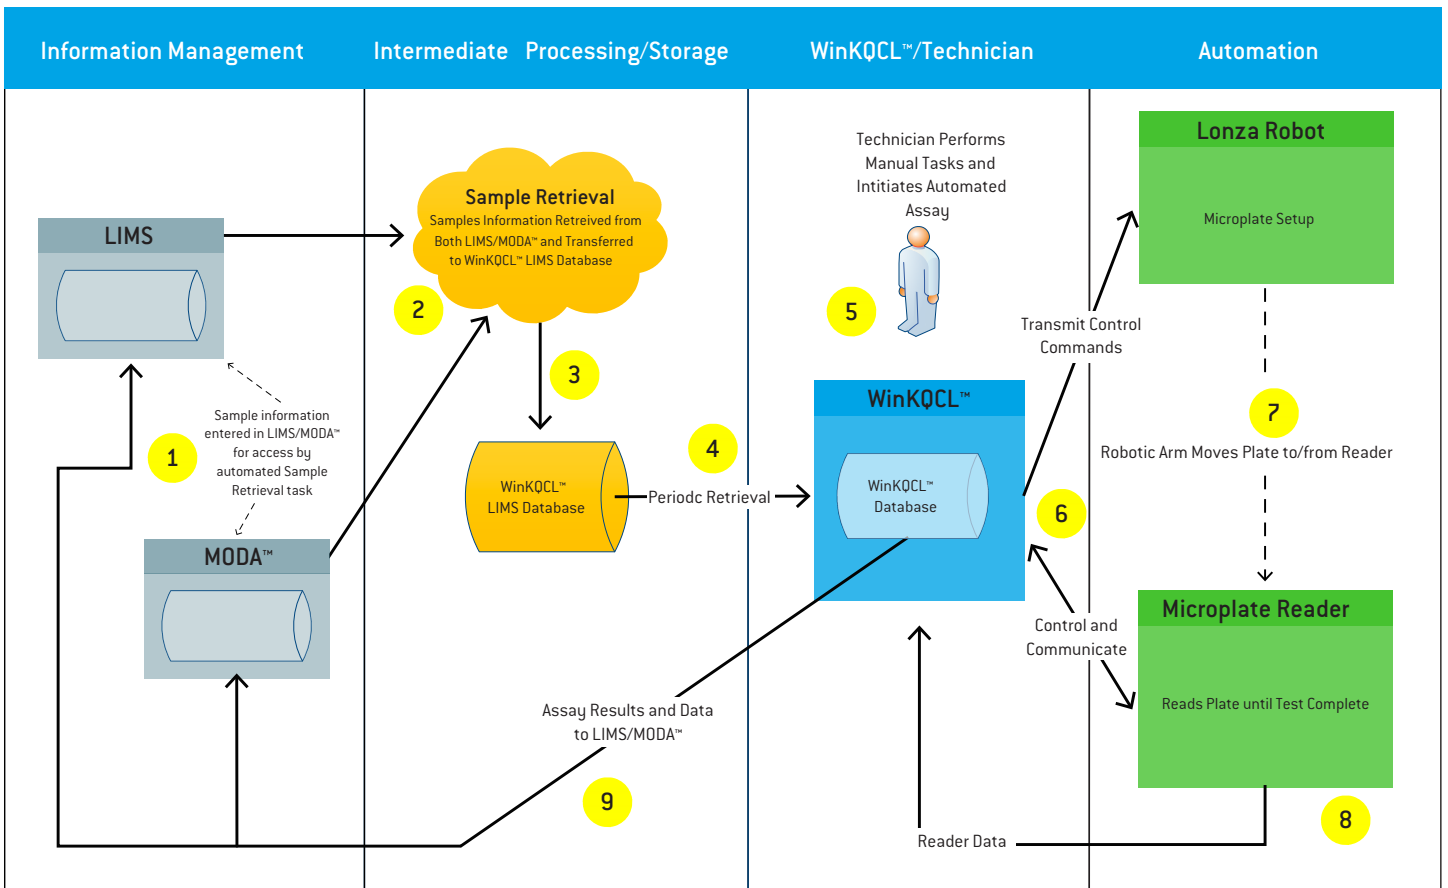 Information Management
Intermediate Processing/Storage
WinKQCL™/Technician
Automation
LIMS
Sample information
entered in LIMS/MODA™
for access by
automated Sample
Retrieval task
1
MODA™
Sample Retrieval
Samples Information Retreived from
Both LIMS/MODA™ and Transferred
to WinKQCL™ LIMS Database
2
3
WinKQCL™
LIMS Database
4
Periodc Retrieval
Technician Performs
Manual Tasks and
Intitiates Automated
Assay
5
WinKQCL™
WinKQCL™
Database
Transmit Control
Commands
6
Control and
Communicate
Lonza Robot
Microplate Setup
7
Robotic Arm Moves Plate to/from Reader
Microplate Reader
Reads Plate until Test Complete
8
Reader Data
Assay Results and Data
to LIMS/MODA™
9